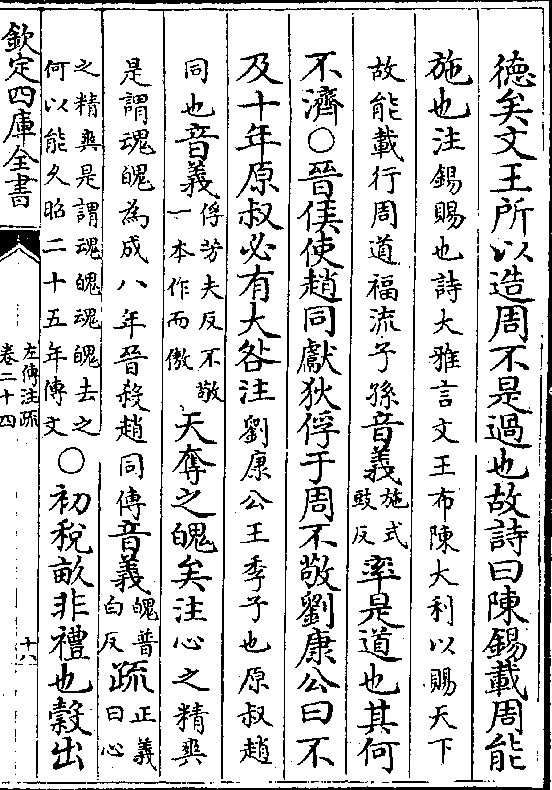 德矣文王所以造周不是過也故詩曰陳錫載周能
施也注錫賜也詩大雅言文王布陳大利以賜天下
故能載行周道福流子孫音義施式豉反率是道也其何
不濟○晉侯使趙同獻狄俘于周不敬劉康公曰不
及十年原叔必有大咎注劉康公王季子也原叔趙
同也音義俘芳夫反不敬一本作而傲天奪之魄矣注心之精爽
是謂魂魄為成八年晉殺趙同傳音義魄普白反疏正義曰心
之精爽是謂魂魄魂魄去之何以能久昭二十五年傳文○初稅畝非禮也穀出
欽定四庫全書
左傳注疏
卷二十四
十八